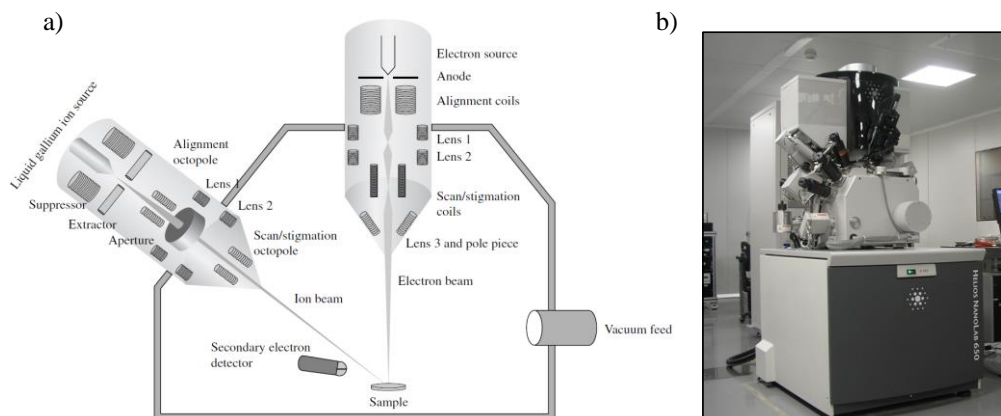 a)
b)
Electron source
Anode
Alignment coils
Liquid gallium ion source
Alignment
octopole
Lens 1
Lens 2
Suppressor
Extractor
Aperture
Lens 1
Lens 2
Scan/stigmation
octopole
Scan/stigmation
coils
Lens 3 and pole piece
Ion beam
Electron beam
Vacuum feed
Secondary electron
detector
Sample
HELIOS NANOLAB 650